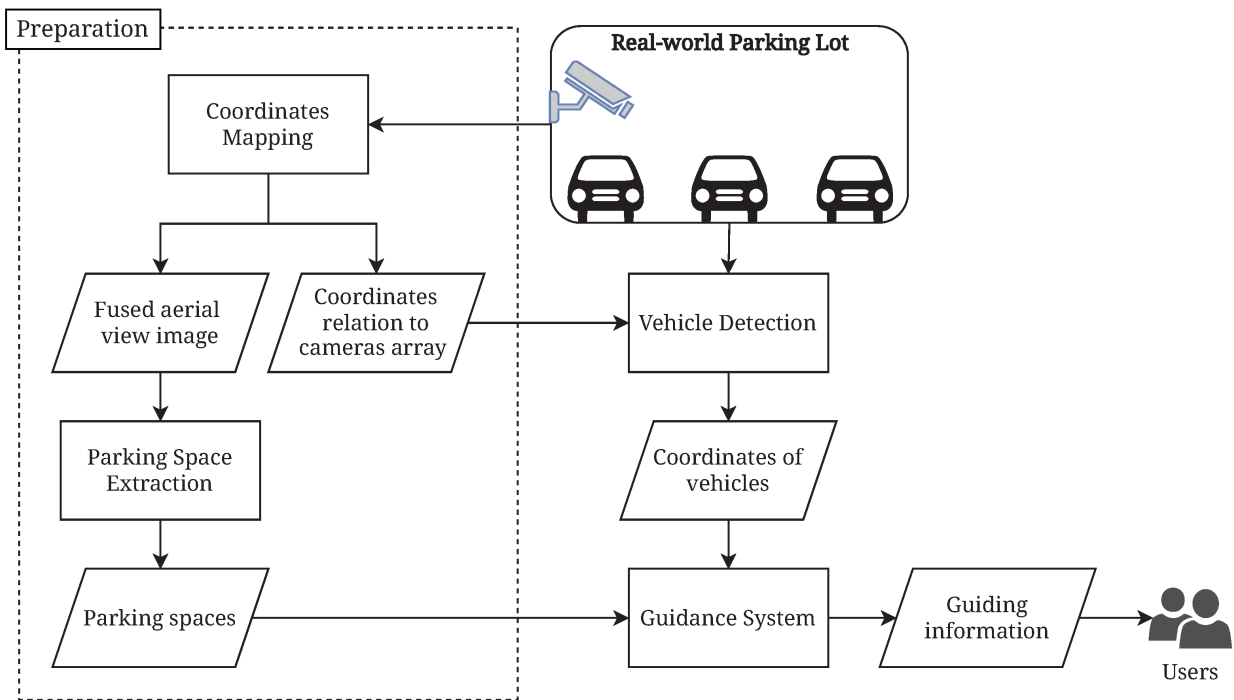 Preparation
Real-world Parking Lot
Coordinates
Mapping
Fused aerial
view image
Coordinates
relation to
cameras array
Vehicle Detection
Parking Space
Extraction
Coordinates of
vehicles
Parking spaces
Guidance System
Guiding
information
Users